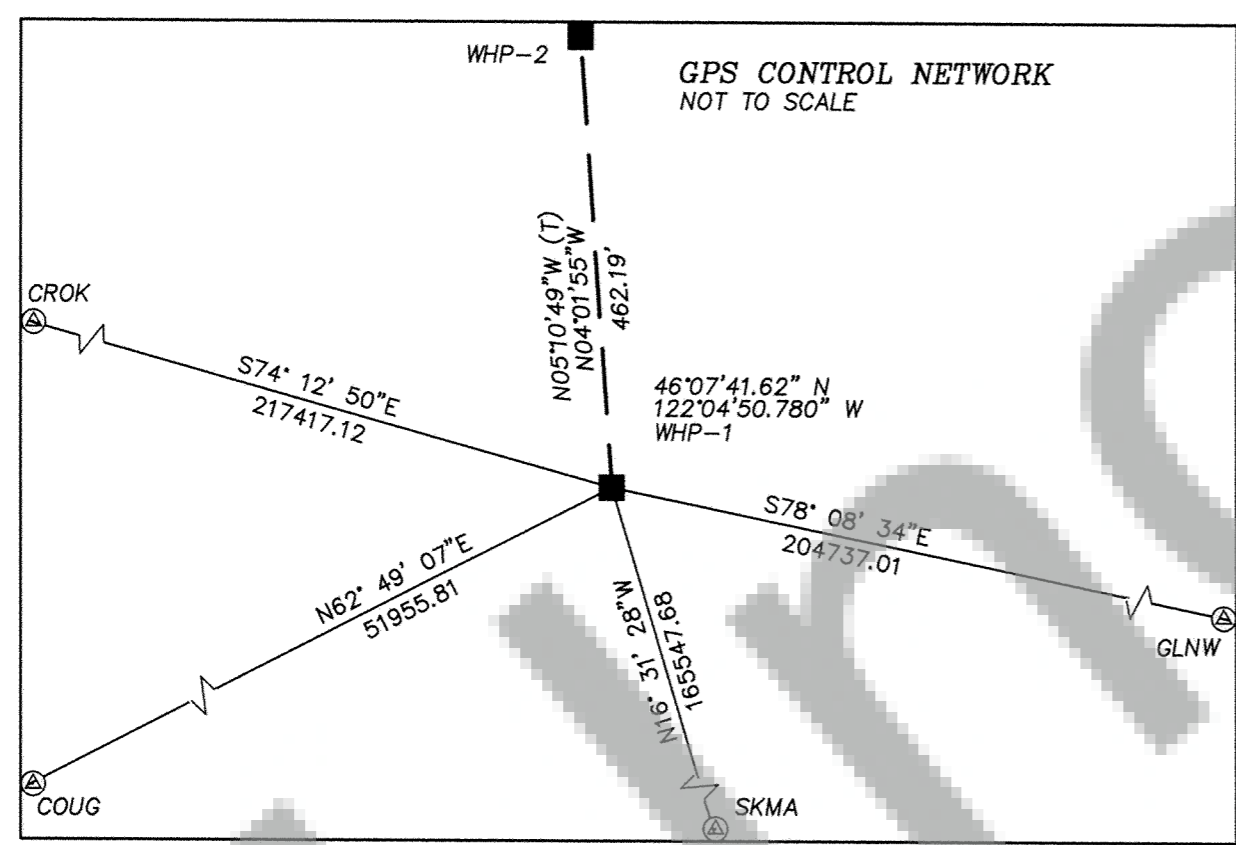 WHP-2
GPS CONTROL NETWORK
NOT TO SCALE
N05°10'49"W (T)
N04°01'55"W
462.19'
CROK
S74° 12' 50"E
217417.12
46°07'41.62" N
122°04'50.780" W
WHP-1
S78° 08' 34"E
204737.01
GLNW
N62° 49' 07"E
51955.81
N16° 31' 28"W
165547.68
COUG
SKMA